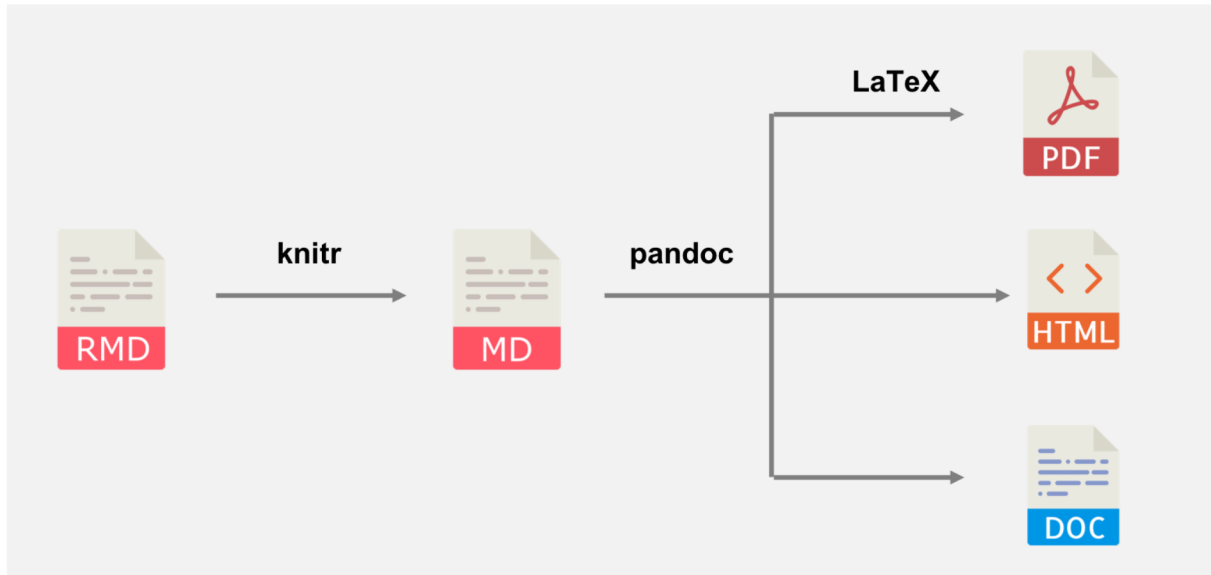 LaTeX
PDF
knitr
pandoc
RMD
MD
HTML
DOC